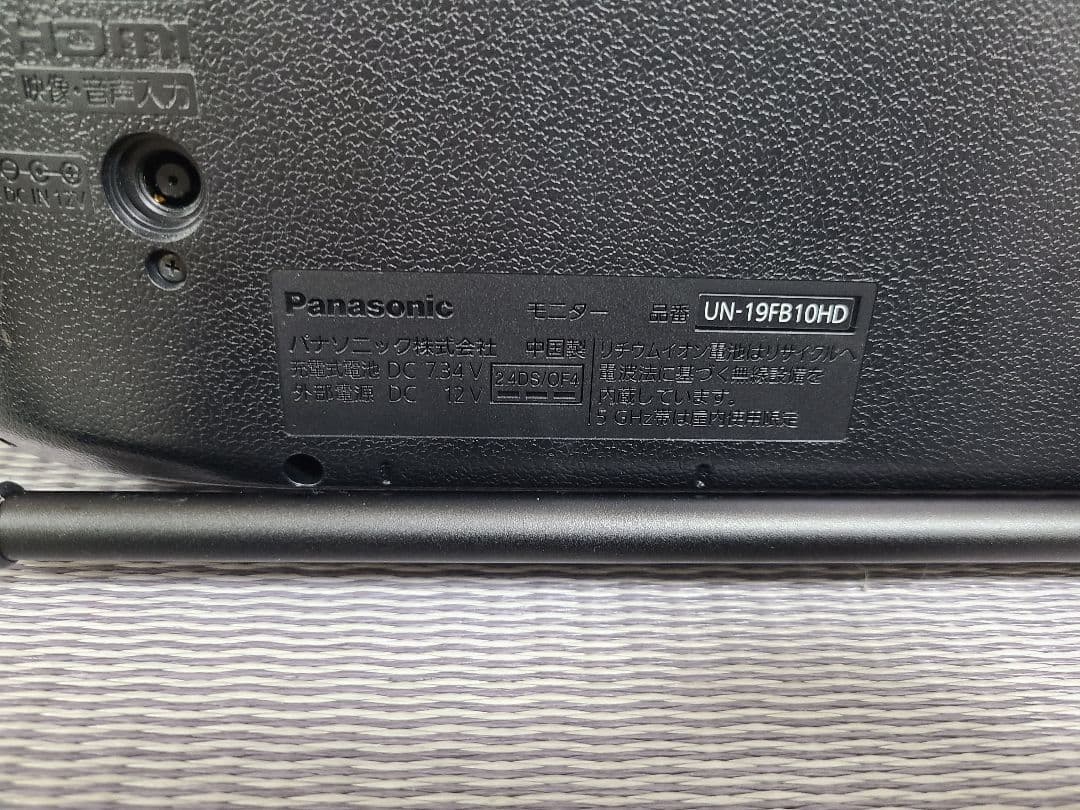 HDMI
映像・音声入力
DC IN 12V
Panasonic モニター 品番 UN-19FB10HD
パナソニック株式会社 中国製
充電式電池 DC 7.34 V
外部電源 DC 12 V
2.4DS/OF4
リチウムイオン電池はリサイクルへ
電波法に基づく無線設備を
内蔵しています。
5 GHz帯は屋内使用限定